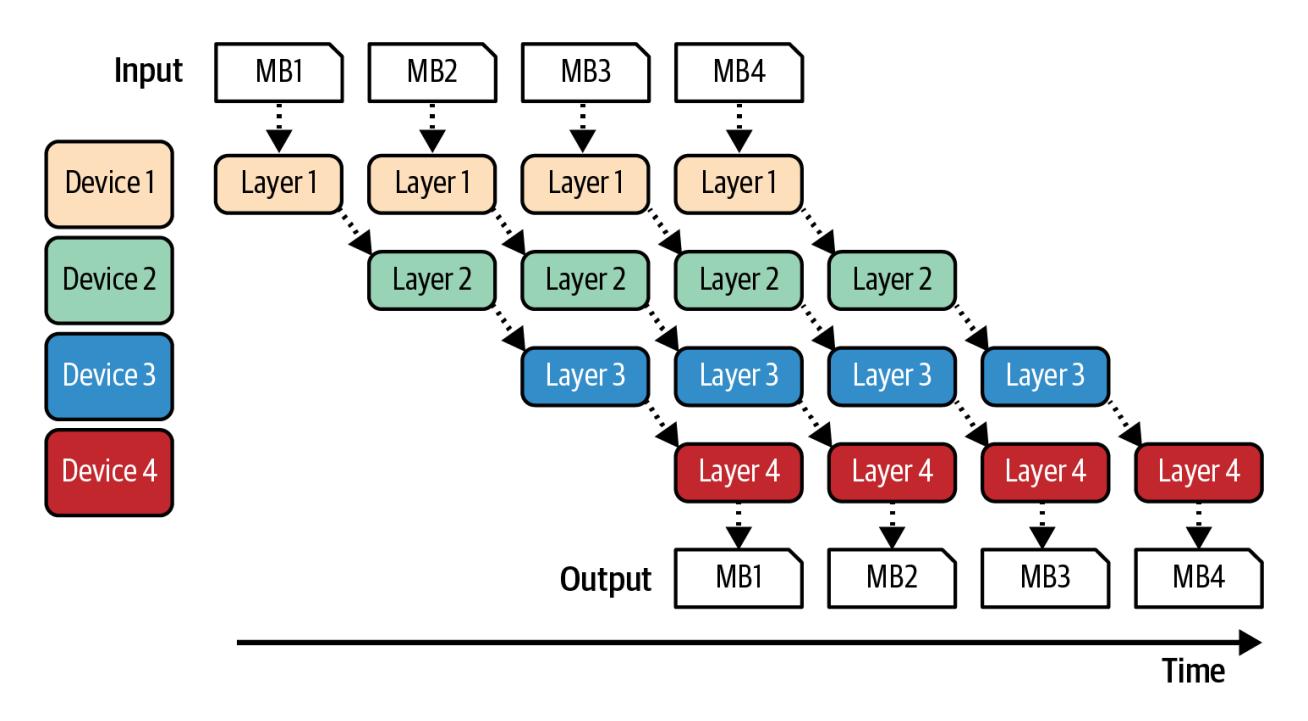 Input
MB1
MB2
MB3
MB4
Device 1
Layer 1
Layer 1
Layer 1
Layer 1
Device 2
Layer 2
Layer 2
Layer 2
Layer 2
Device 3
Layer 3
Layer 3
Layer 3
Layer 3
Device 4
Layer 4
Layer 4
Layer 4
Layer 4
Output
MB1
MB2
MB3
MB4
Time